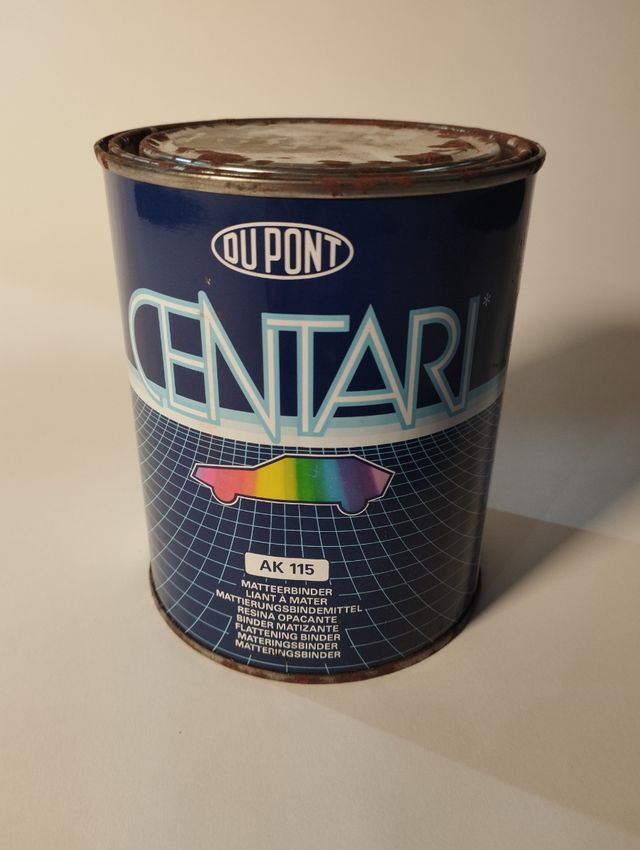 DU PONT
CENTARI*
AK 115
MATTEERBINDER
LIANT À MATER
MATTIERUNGSBINDEMITTEL
RESINA OPACANTE
BINDER MATIZANTE
FLATTENING BINDER
MATERINGSBINDER
MATTERINGSBINDER